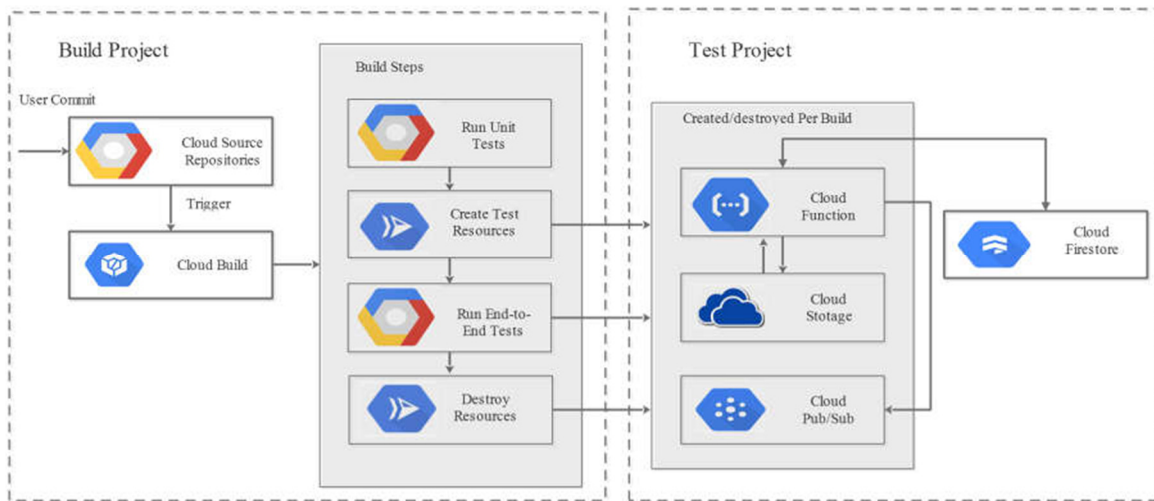 Build Project
User Commit
Cloud Source
Repositories
Trigger
Cloud Build
Build Steps
Run Unit
Tests
Create Test
Resources
Run End-to-
End Tests
Destroy
Resources
Test Project
Created/destroyed Per Build
Cloud
Function
Cloud
Stotage
Cloud
Pub/Sub
Cloud
Firestore